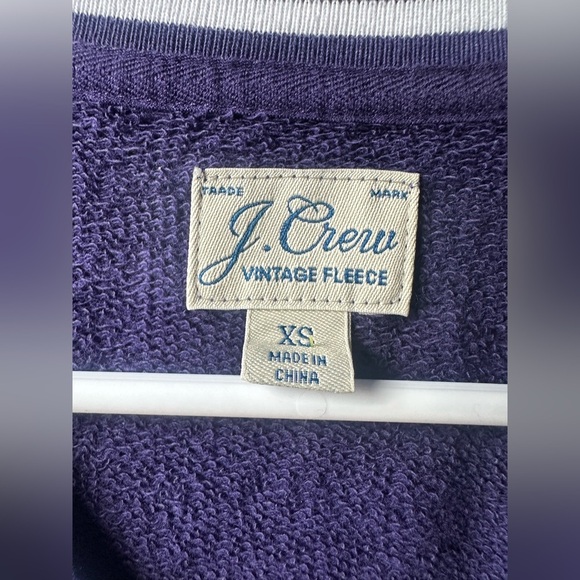 TRADE MARK
J.Crew
VINTAGE FLEECE
XS
MADE IN
CHINA